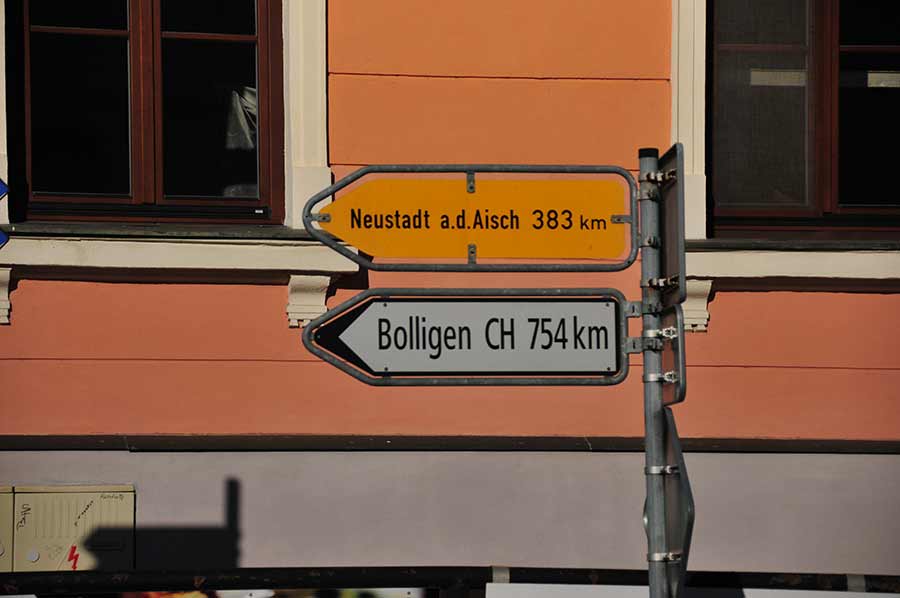 Neustadt a.d.Aisch 383 km
Bolligen CH 754 km